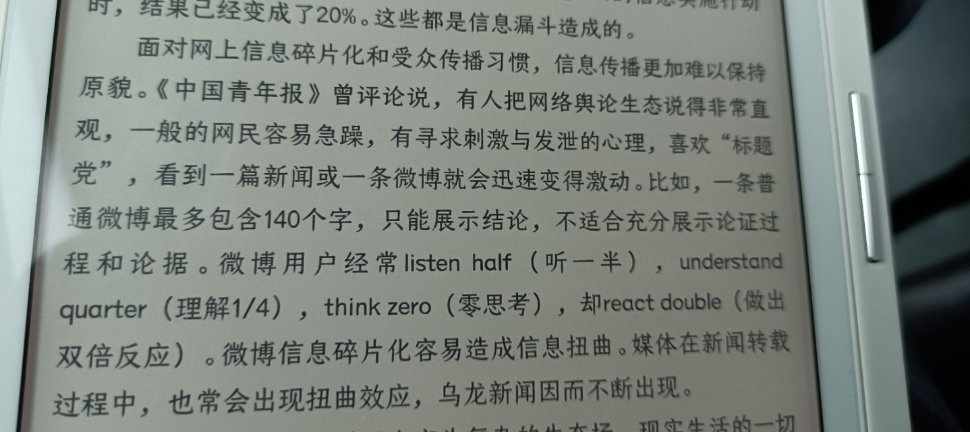 时，结果已经变成了20%。这些都是信息漏斗造成的。
面对网上信息碎片化和受众传播习惯，信息传播更加难以保持
原貌。《中国青年报》曾评论说，有人把网络舆论生态说得非常直
观，一般的网民容易急躁，有寻求刺激与发泄的心理，喜欢“标题
党”，看到一篇新闻或一条微博就会迅速变得激动。比如，一条普
通微博最多包含140个字，只能展示结论，不适合充分展示论证过
程和论据。微博用户经常listen half（听一半），understand
quarter（理解1/4），think zero（零思考），却react double（做出
双倍反应）。微博信息碎片化容易造成信息扭曲。媒体在新闻转载
过程中，也常会出现扭曲效应，乌龙新闻因而不断出现。
现实生活的一切